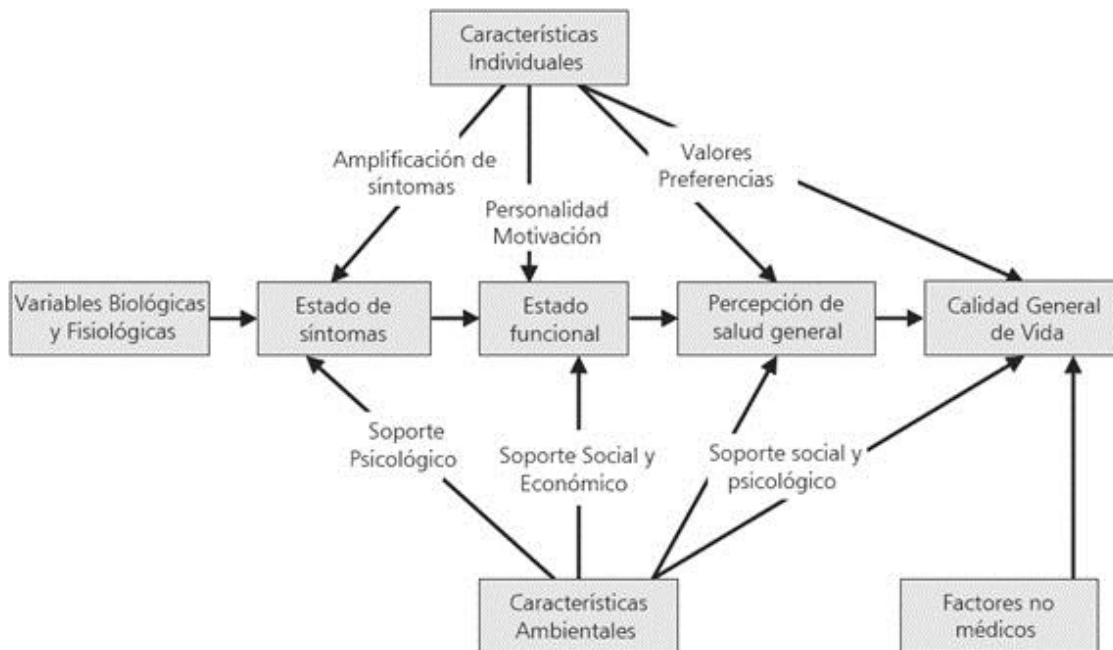 Características
Individuales
Amplificación de
síntomas
Valores
Preferencias
Personalidad
Motivación
Variables Biológicas
y Fisiológicas
Estado de
síntomas
Estado
funcional
Percepción de
salud general
Calidad General
de Vida
Soporte
Psicológico
Soporte Social y
Económico
Soporte social y
psicológico
Características
Ambientales
Factores no
médicos